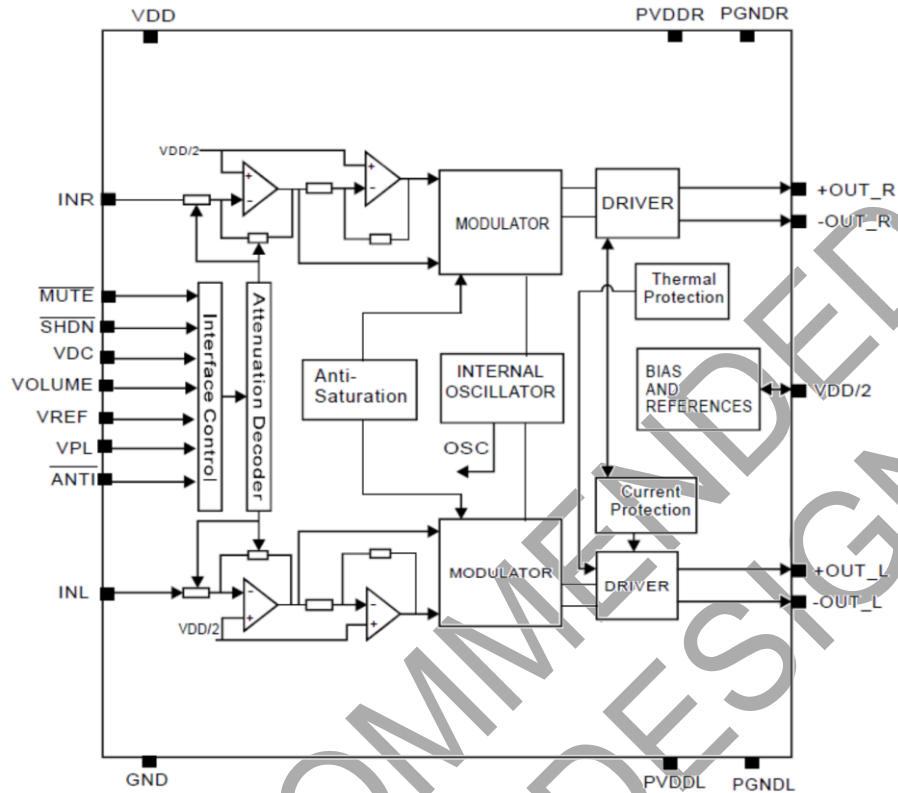 VDD
PVDDR
PGNDR
VDD/2
+
-
+
-
INR
MODULATOR
DRIVER
+OUT_R
-OUT_R
Thermal
Protection
MUTE
SHDN
VDC
VOLUME
VREF
VPL
ANTI
Interface Control
Attenuation Decoder
Anti-
Saturation
INTERNAL
OSCILLATOR
OSC
BIAS
AND
REFERENCES
VDD/2
Current
Protection
INL
VDD/2
-
+
-
+
MODULATOR
DRIVER
+OUT_L
-OUT_L
GND
PVDDL
PGNDL
OMMENDED
DESIGN